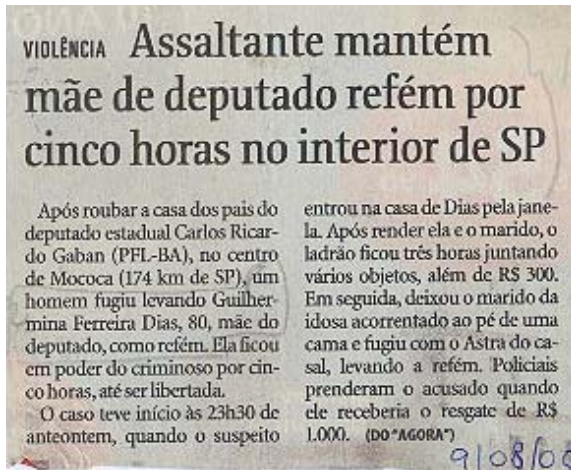 VIOLÊNCIA Assaltante mantém
mãe de deputado refém por
cinco horas no interior de SP
Após roubar a casa dos pais do
deputado estadual Carlos Ricar-
do Gaban (PFL-BA), no centro
de Mococa (174 km de SP), um
homem fugiu levando Guilher-
mina Ferreira Dias, 80, mãe do
deputado, como refém. Ela ficou
em poder do criminoso por cin-
co horas, até ser libertada.
O caso teve início às 23h30 de
anteontem, quando o suspeito
entrou na casa de Dias pela jane-
la. Após render ela e o marido, o
ladrão ficou três horas juntando
vários objetos, além de R$ 300.
Em seguida, deixou o marido da
idosa acorrentado ao pé de uma
cama e fugiu com o Astra do ca-
sal, levando a refém. Policiais
prenderam o acusado quando
ele receberia o resgate de R$
1.000. (DO "AGORA")